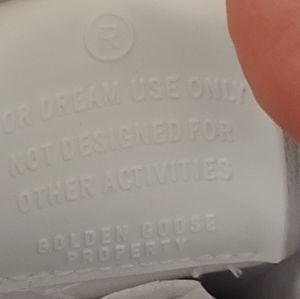 ®
OR DREAM USE ONLY
NOT DESIGNED FOR
OTHER ACTIVITIES
GOLDEN GOOSE
PROPERTY